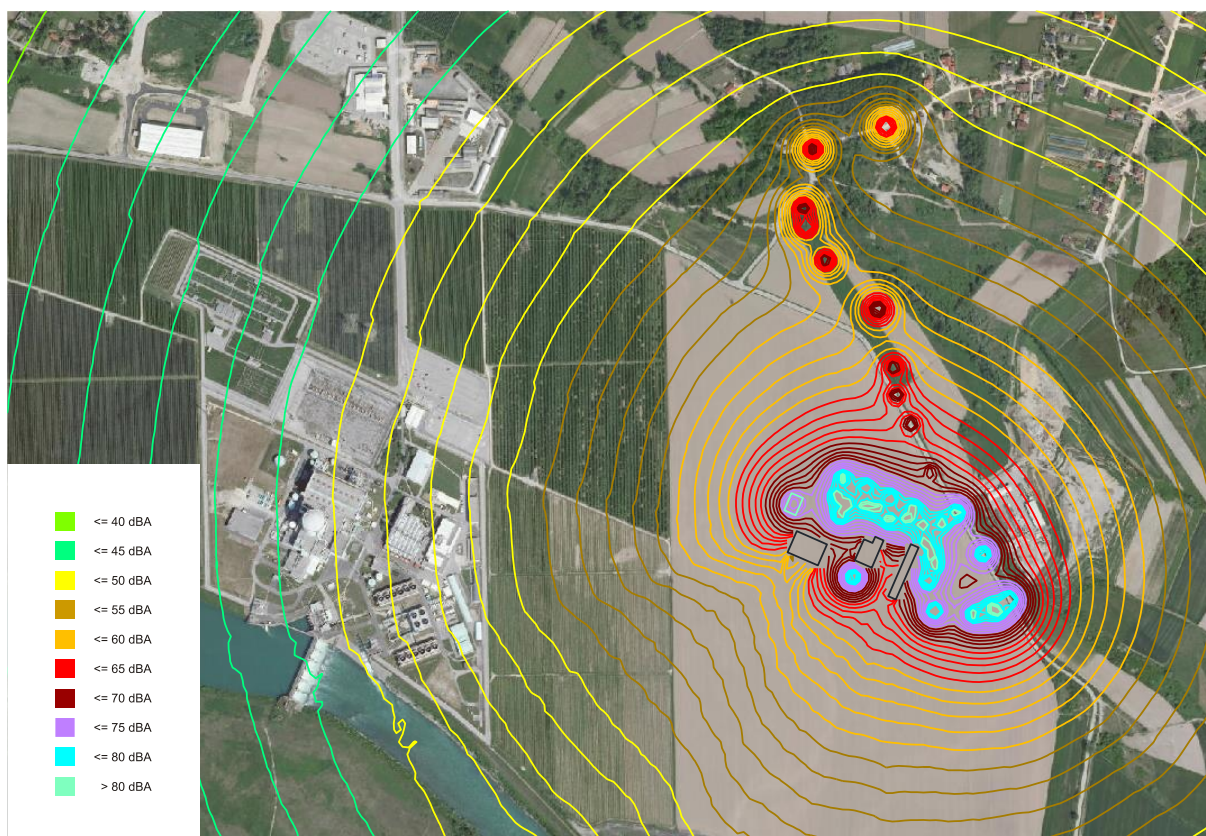 <= 40 dBA
<= 45 dBA
<= 50 dBA
<= 55 dBA
<= 60 dBA
<= 65 dBA
<= 70 dBA
<= 75 dBA
<= 80 dBA
> 80 dBA